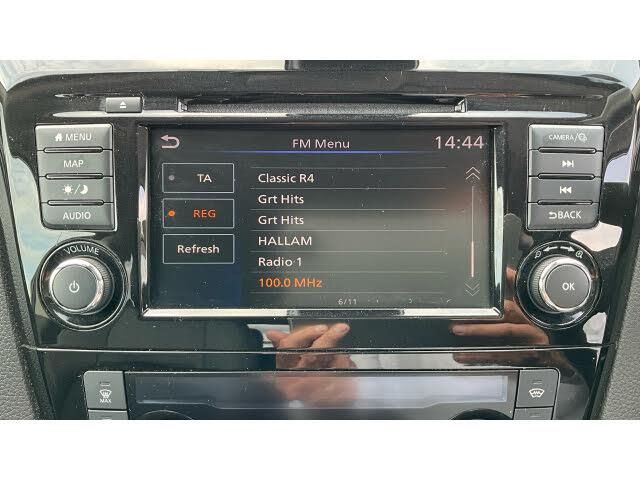 FM Menu 14:44
MENU
MAP
AUDIO
VOLUME
TA
REG
Refresh
Classic R4
Grt Hits
Grt Hits
HALLAM
Radio 1
100.0 MHz
6/11
CAMERA/
BACK
OK
MAX